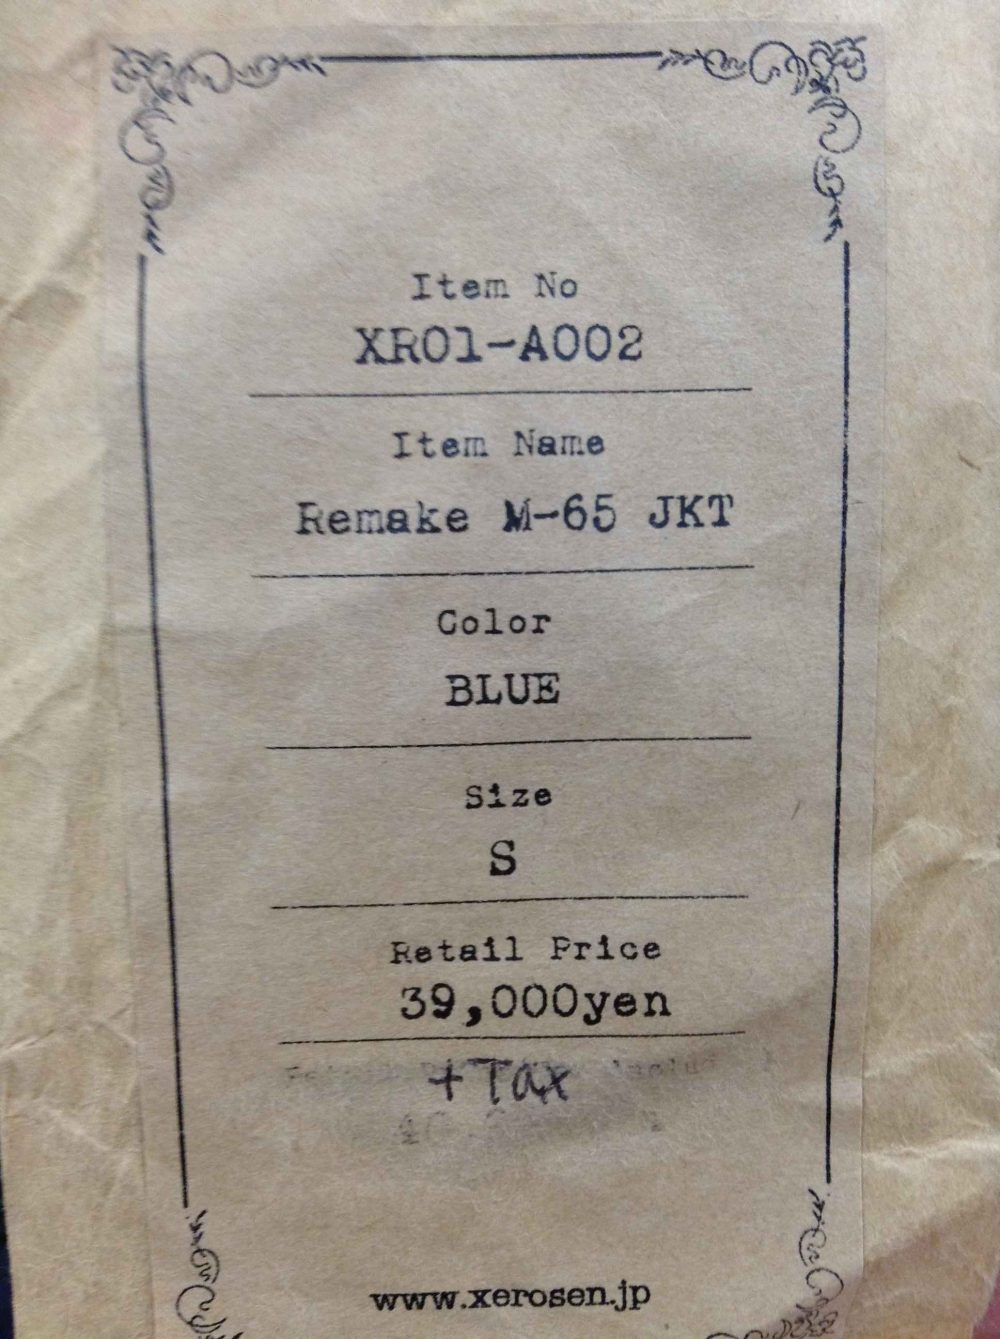 Item No
XR01-A002
Item Name
Remake M-65 JKT
Color
BLUE
Size
S
Retail Price
39,000yen
+Tax
www.xerosen.jp